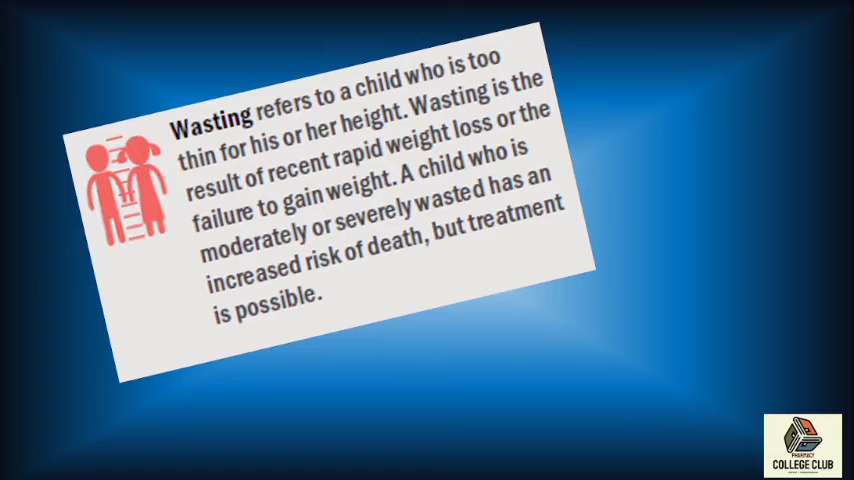 Wasting refers to a child who is too
thin for his or her height. Wasting is the
result of recent rapid weight loss or the
failure to gain weight. A child who is
moderately or severely wasted has an
increased risk of death, but treatment
is possible.
PHARMACY
COLLEGE CLUB